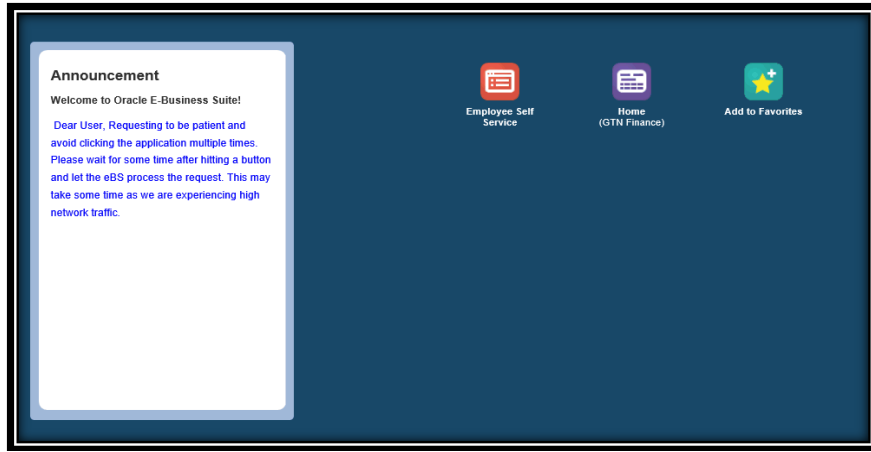 Announcement
Welcome to Oracle E-Business Suite!
Dear User, Requesting to be patient and
avoid clicking the application multiple times.
Please wait for some time after hitting a button
and let the eBS process the request. This may
take some time as we are experiencing high
network traffic.
Employee Self
Service
Home
(GTN Finance)
Add to Favorites